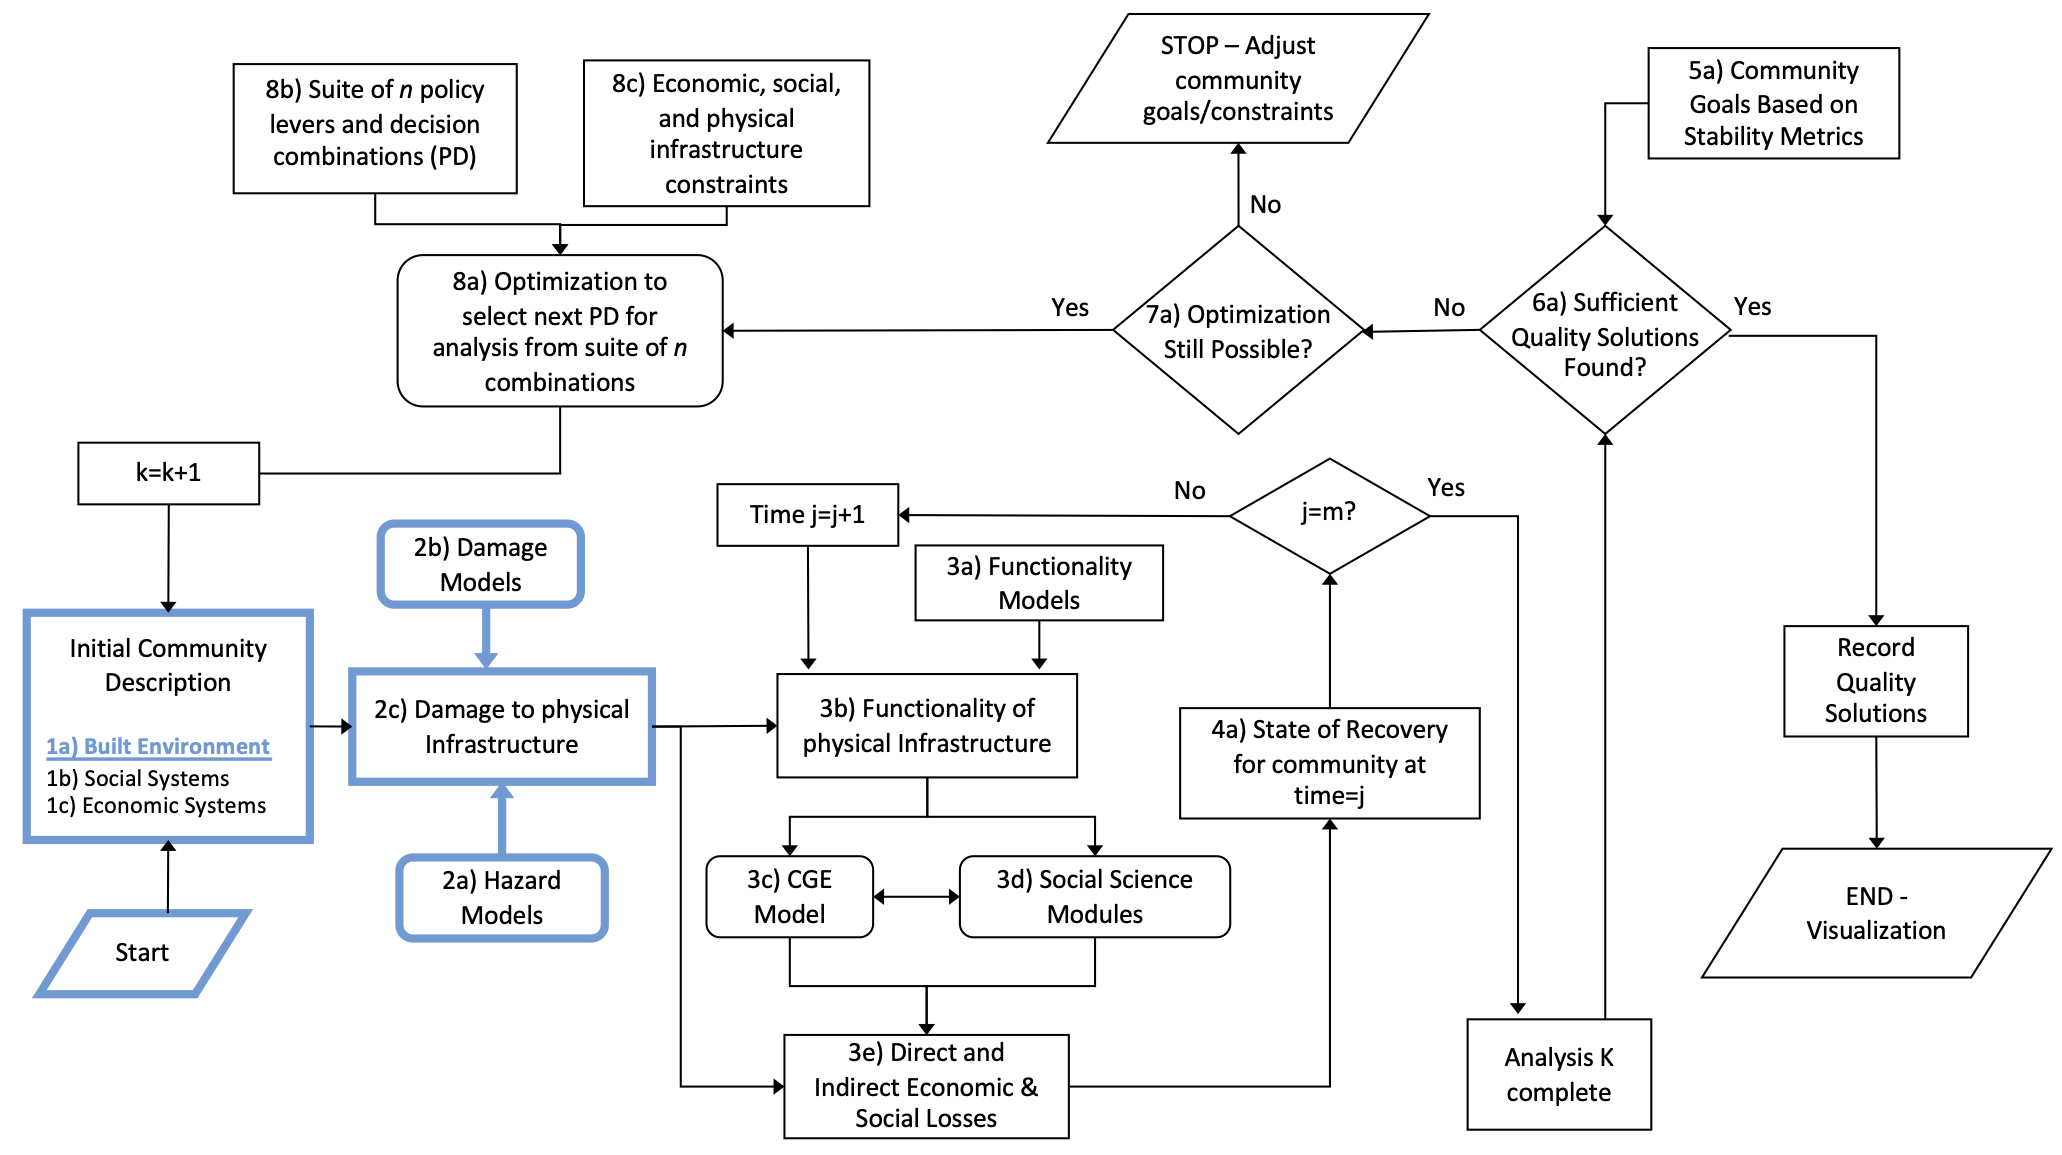 STOP – Adjust
community
goals/constraints
5a) Community
Goals Based on
Stability Metrics
8b) Suite of n policy
levers and decision
combinations (PD)
8c) Economic, social,
and physical
infrastructure
constraints
No
8a) Optimization to
select next PD for
analysis from suite of n
combinations
Yes
7a) Optimization
Still Possible?
No
6a) Sufficient
Quality Solutions
Found?
Yes
k=k+1
Time j=j+1
No
j=m?
Yes
2b) Damage
Models
3a) Functionality
Models
Initial Community
Description
1a) Built Environment
1b) Social Systems
1c) Economic Systems
2c) Damage to physical
Infrastructure
3b) Functionality of
physical Infrastructure
4a) State of Recovery
for community at
time=j
Record
Quality
Solutions
2a) Hazard
Models
3c) CGE
Model
3d) Social Science
Modules
Start
END -
Visualization
3e) Direct and
Indirect Economic &
Social Losses
Analysis K
complete